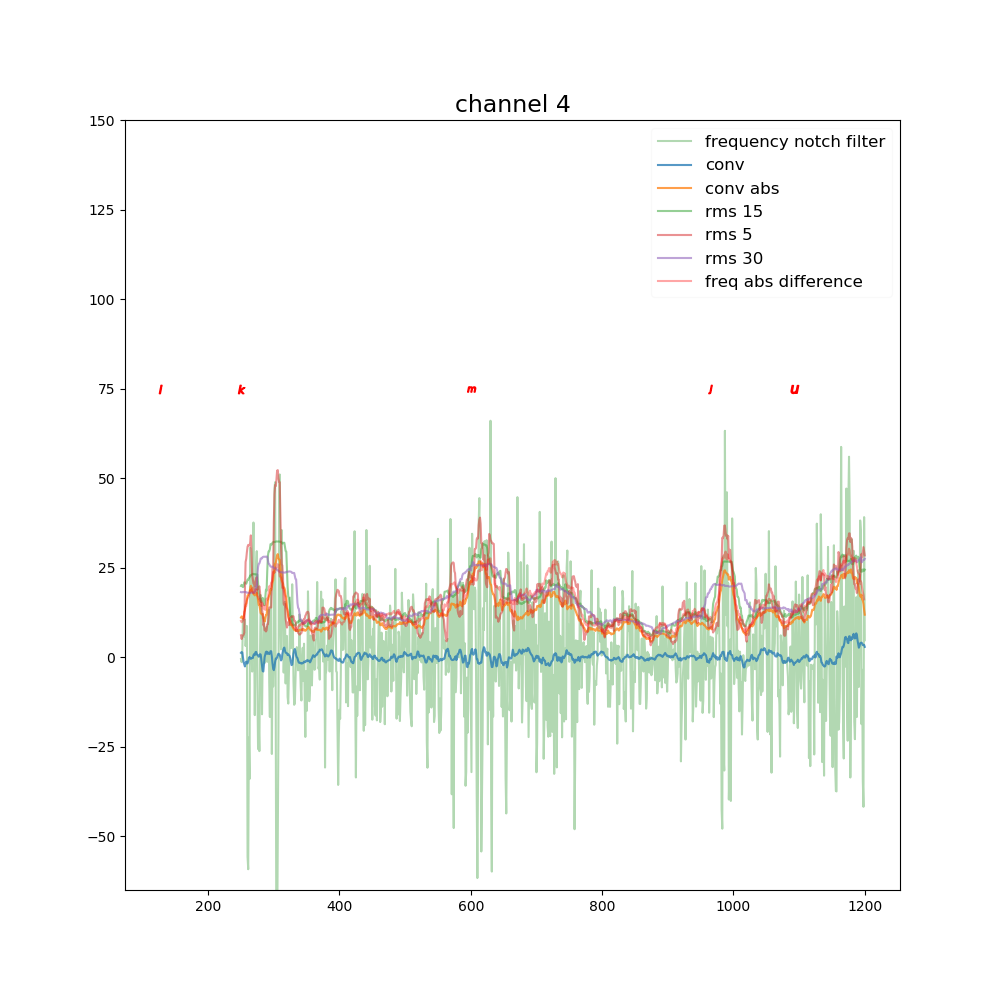 channel 4
150
125
100
75
50
25
0
−25
−50
frequency notch filter
conv
conv abs
rms 15
rms 5
rms 30
freq abs difference
l k m j u
200 400 600 800 1000 1200